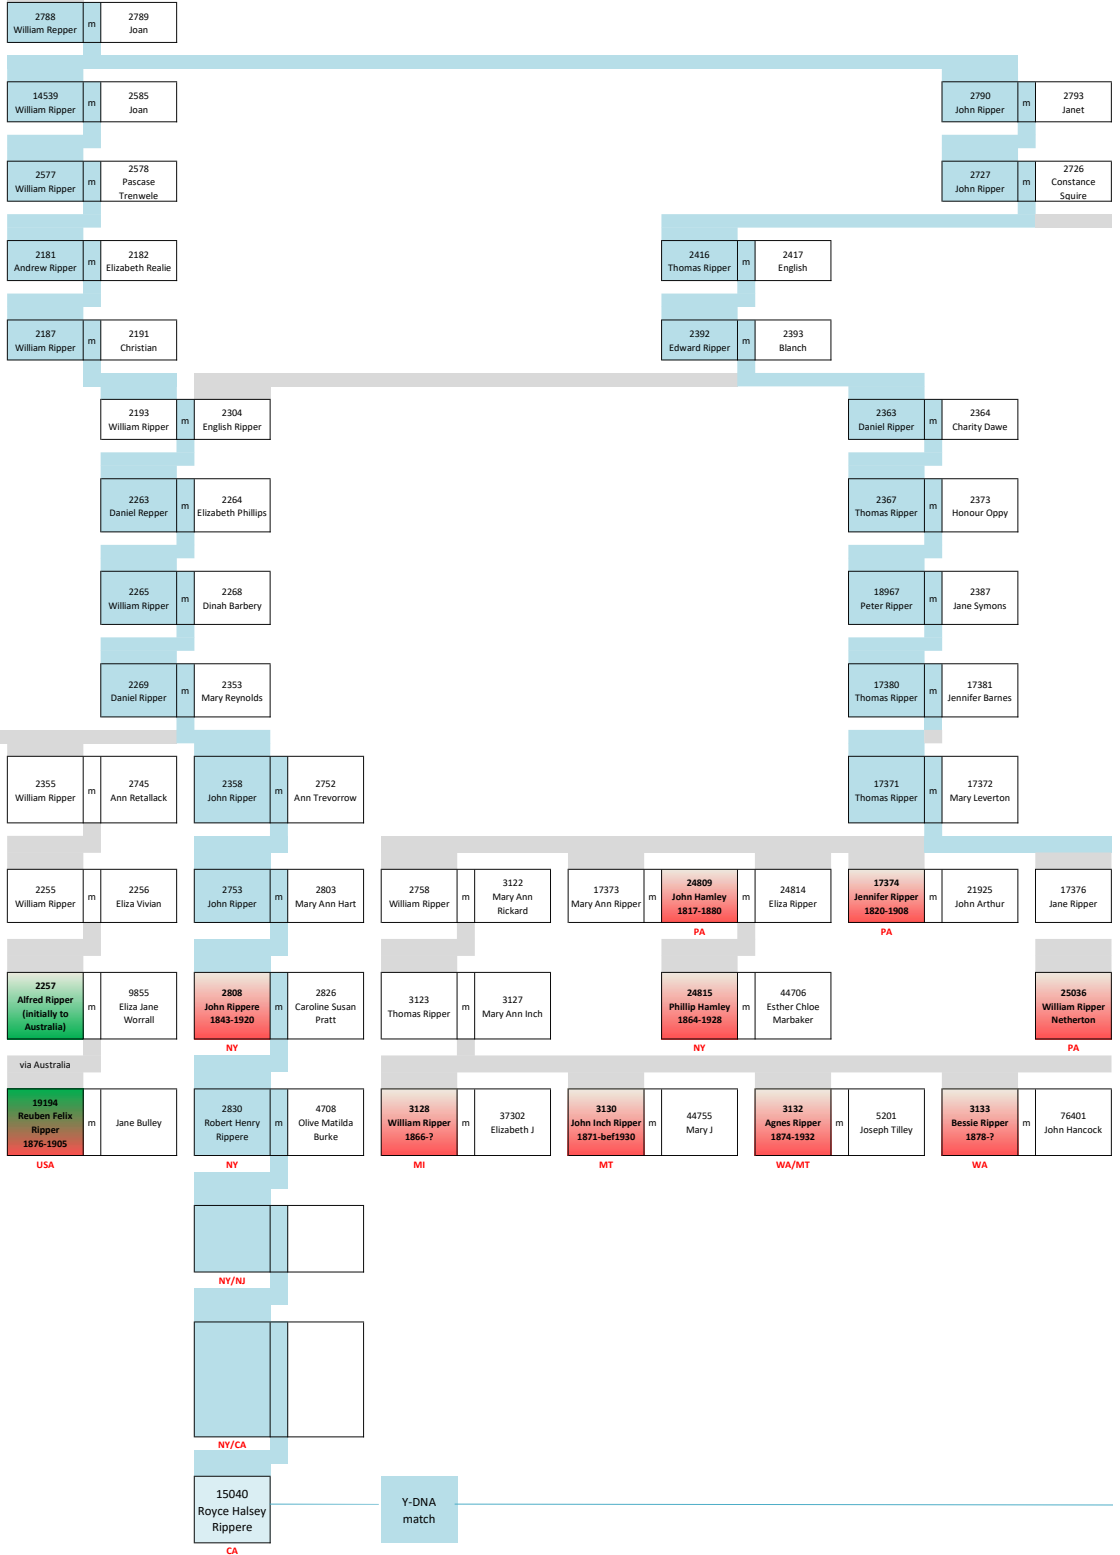 2788
William Repper
m
2789
Joan
14539
William Ripper
m
2585
Joan
2790
John Ripper
m
2793
Janet
2577
William Ripper
m
2578
Pascase
Trenwele
2727
John Ripper
m
2726
Constance
Squire
2181
Andrew Ripper
m
2182
Elizabeth Realie
2416
Thomas Ripper
m
2417
English
2187
William Ripper
m
2191
Christian
2392
Edward Ripper
m
2393
Blanch
2193
William Ripper
m
2304
English Ripper
2363
Daniel Ripper
m
2364
Charity Dawe
2263
Daniel Repper
m
2264
Elizabeth Phillips
2367
Thomas Ripper
m
2373
Honour Oppy
2265
William Ripper
m
2268
Dinah Barbery
18967
Peter Ripper
m
2387
Jane Symons
2269
Daniel Ripper
m
2353
Mary Reynolds
17380
Thomas Ripper
m
17381
Jennifer Barnes
2355
William Ripper
m
2745
Ann Retallack
2358
John Ripper
m
2752
Ann Trevorrow
17371
Thomas Ripper
m
17372
Mary Leverton
2255
William Ripper
m
2256
Eliza Vivian
2753
John Ripper
m
2803
Mary Ann Hart
2758
William Ripper
m
3122
Mary Ann
Rickard
17373
Mary Ann Ripper
m
24809
John Hamley
1817-1880
m
24814
Eliza Ripper
17374
Jennifer Ripper
1820-1908
m
21925
John Arthur
17376
Jane Ripper
PA
PA
2257
Alfred Ripper
(initially to
Australia)
m
9855
Eliza Jane
Worrall
2808
John Rippere
1843-1920
m
2826
Caroline Susan
Pratt
3123
Thomas Ripper
m
3127
Mary Ann Inch
24815
Phillip Hamley
1864-1928
m
44706
Esther Chloe
Marbaker
25036
William Ripper
Netherton
NY
NY
PA
via Australia
19194
Reuben Felix
Ripper
1876-1905
m
Jane Bulley
2830
Robert Henry
Rippere
m
4708
Olive Matilda
Burke
3128
William Ripper
1866-?
m
37302
Elizabeth J
3130
John Inch Ripper
1871-bef1930
m
44755
Mary J
3132
Agnes Ripper
1874-1932
m
5201
Joseph Tilley
3133
Bessie Ripper
1878-?
m
76401
John Hancock
USA
NY
MI
MT
WA/MT
WA
NY/NJ
NY/CA
15040
Royce Halsey
Rippere
Y-DNA
match
CA